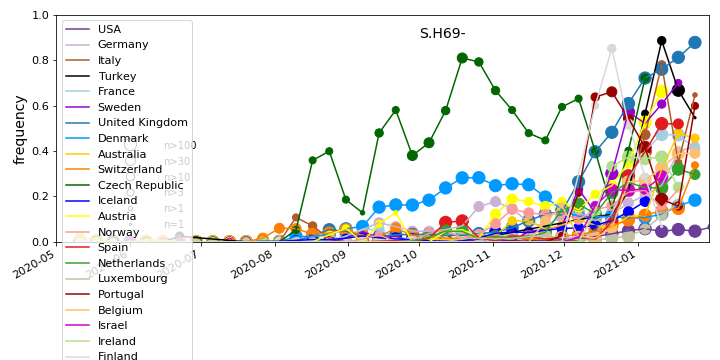 S.H69-
frequency
1.0
0.8
0.6
0.4
0.2
0.0
USA
Germany
Italy
Turkey
France
Sweden
United Kingdom
Denmark
Australia
Switzerland
Czech Republic
Iceland
Austria
Norway
Spain
Netherlands
Luxembourg
Portugal
Belgium
Israel
Ireland
Finland
n>100
n>30
n>10
n>3
n>1
n=1
2020-05
2020-06
2020-07
2020-08
2020-09
2020-10
2020-11
2020-12
2021-01